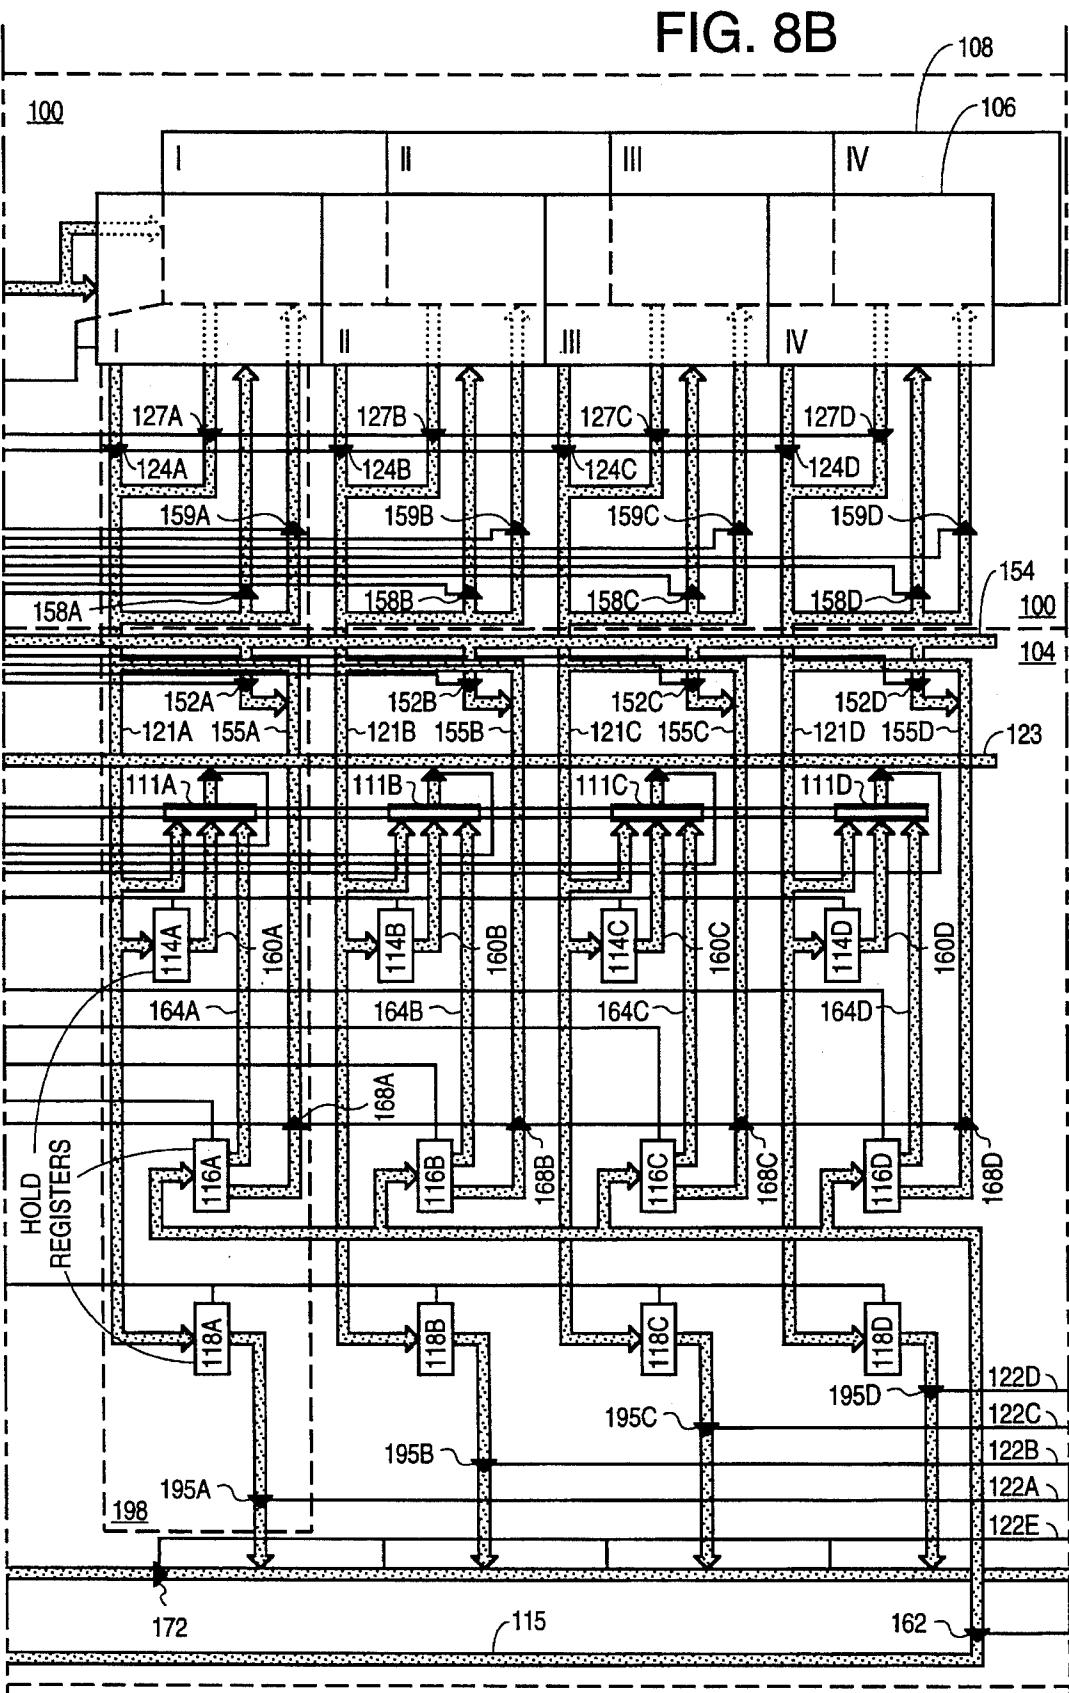 FIG. 8B
108
100
106
I II III IV
I II III IV
127A 127B 127C 127D
124A 124B 124C 124D
159A 159B 159C 159D
154
158A 158B 158C 158D
100
104
152A 152B 152C 152D
121A 155A 121B 155B 121C 155C 121D 155D
123
111A 111B 111C 111D
114A 160A 114B 160B 114C 160C 114D 160D
164A 164B 164C 164D
168A
HOLD
REGISTERS
116A 116B 168B 116C 168C 116D 168D
118A 118B 118C 118D
122D
195D
122C
195C
122B
195B
122A
195A
198
122E
172
115
162